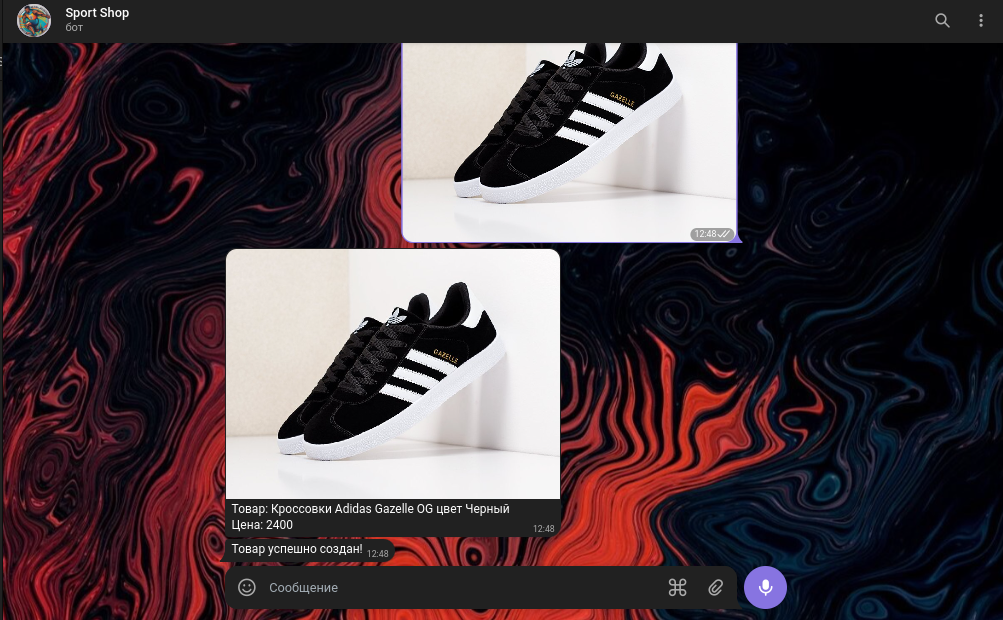 Sport Shop
бот
GAZELLE
12:48
GAZELLE
Товар: Кроссовки Adidas Gazelle OG цвет Черный
Цена: 2400
12:48
Товар успешно создан!
12:48
Сообщение